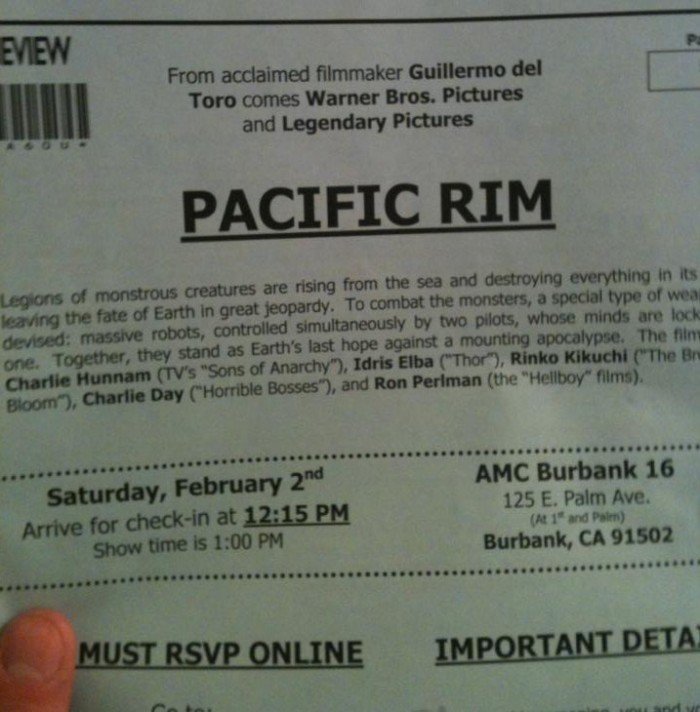 EVIEW
From acclaimed filmmaker Guillermo del
Toro comes Warner Bros. Pictures
and Legendary Pictures
PACIFIC RIM
Legions of monstrous creatures are rising from the sea and destroying everything in its
leaving the fate of Earth in great jeopardy. To combat the monsters, a special type of wea
devised: massive robots, controlled simultaneously by two pilots, whose minds are lock
one. Together, they stand as Earth's last hope against a mounting apocalypse. The film
Charlie Hunnam (TV's "Sons of Anarchy"), Idris Elba ("Thor"), Rinko Kikuchi ("The Br
Bloom"), Charlie Day ("Horrible Bosses"), and Ron Perlman (the "Hellboy" films).
Saturday, February 2nd
Arrive for check-in at 12:15 PM
Show time is 1:00 PM
AMC Burbank 16
125 E. Palm Ave.
(At 1st and Palm)
Burbank, CA 91502
MUST RSVP ONLINE
IMPORTANT DETA